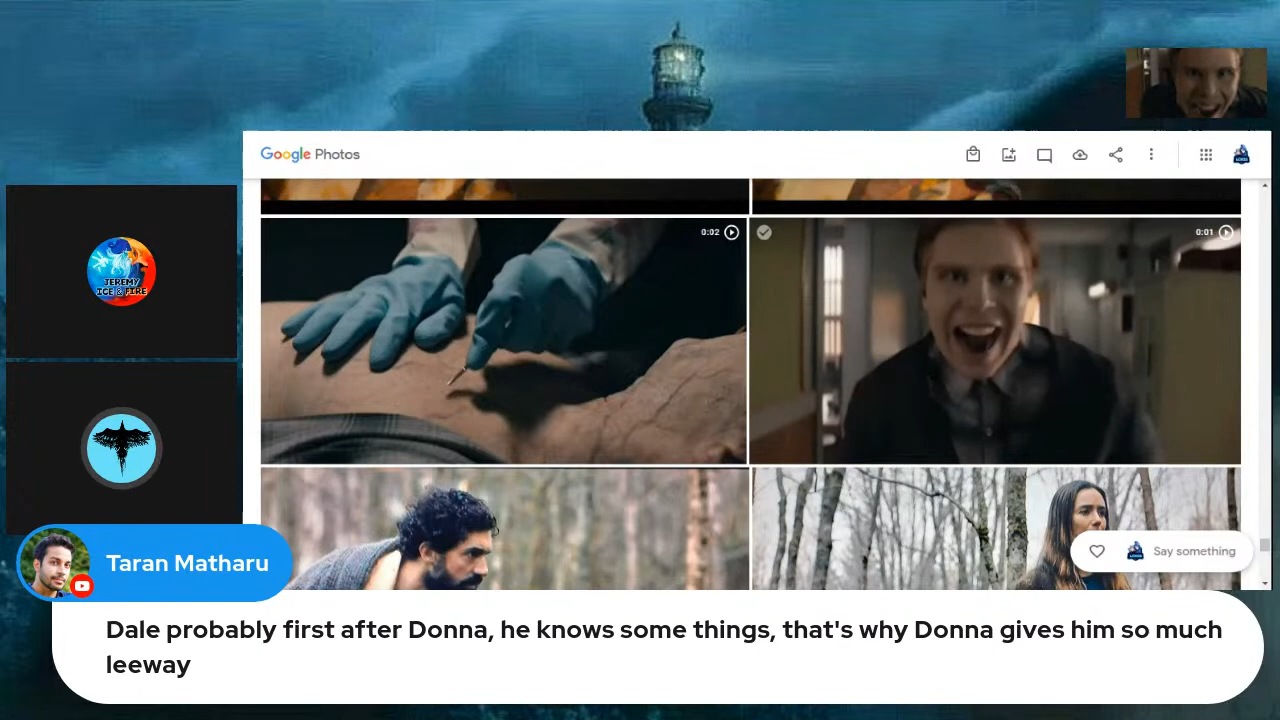 Google Photos
0:02
0:01
JEREMY
ICE & FIRE
Say something
Taran Matharu
Dale probably first after Donna, he knows some things, that's why Donna gives him so much
leeway